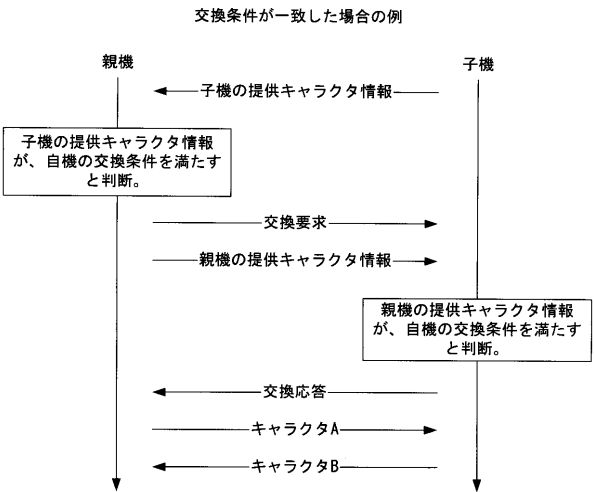 交換条件が一致した場合の例
親機
子機
子機の提供キャラクタ情報
子機の提供キャラクタ情報
が、自機の交換条件を満たす
と判断。
交換要求
親機の提供キャラクタ情報
親機の提供キャラクタ情報
が、自機の交換条件を満たす
と判断。
交換応答
キャラクタA
キャラクタB